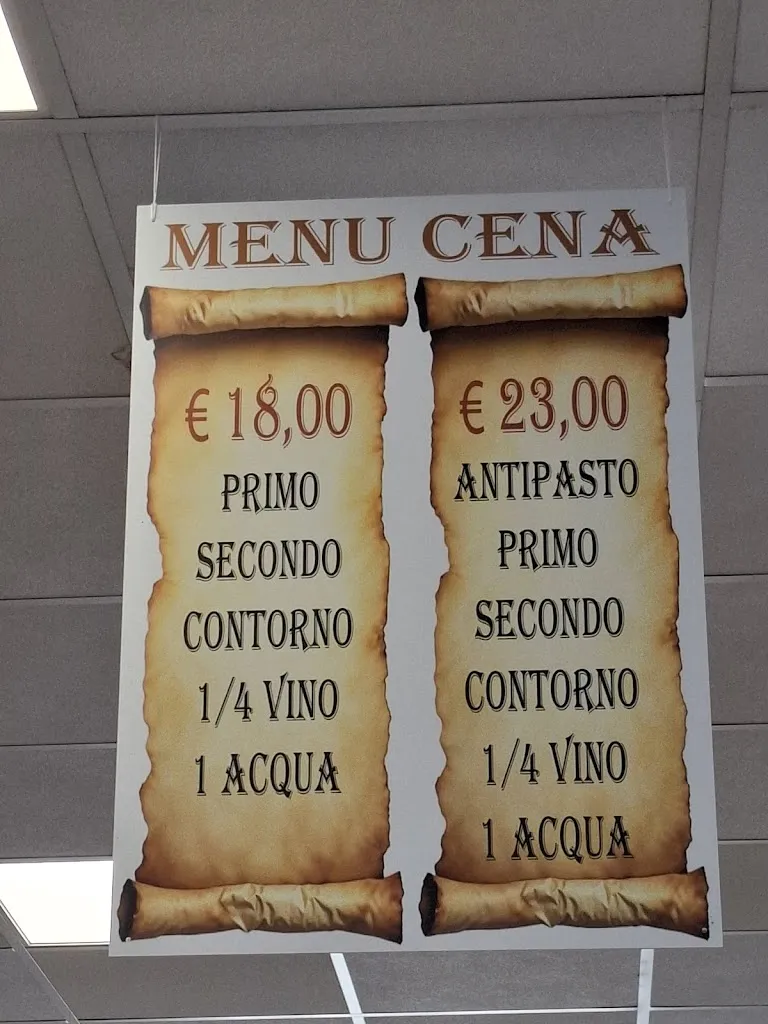 MENU CENA
€ 18,00
PRIMO
SECONDO
CONTORNO
1/4 VINO
1 ACQUA
€ 23,00
ANTIPASTO
PRIMO
SECONDO
CONTORNO
1/4 VINO
1 ACQUA